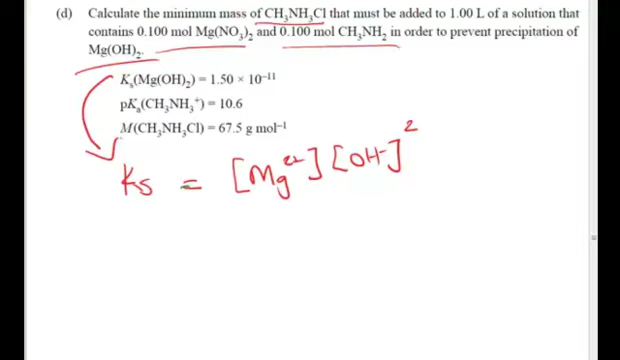 (d) Calculate the minimum mass of CH₃NH₃Cl that must be added to 1.00 L of a solution that
contains 0.100 mol Mg(NO₃)₂ and 0.100 mol CH₃NH₂ in order to prevent precipitation of
Mg(OH)₂.
Kₛ(Mg(OH)₂) = 1.50 × 10⁻¹¹
pKₐ(CH₃NH₃⁺) = 10.6
M(CH₃NH₃Cl) = 67.5 g mol⁻¹
Ks = [Mg²⁺][OH⁻]²